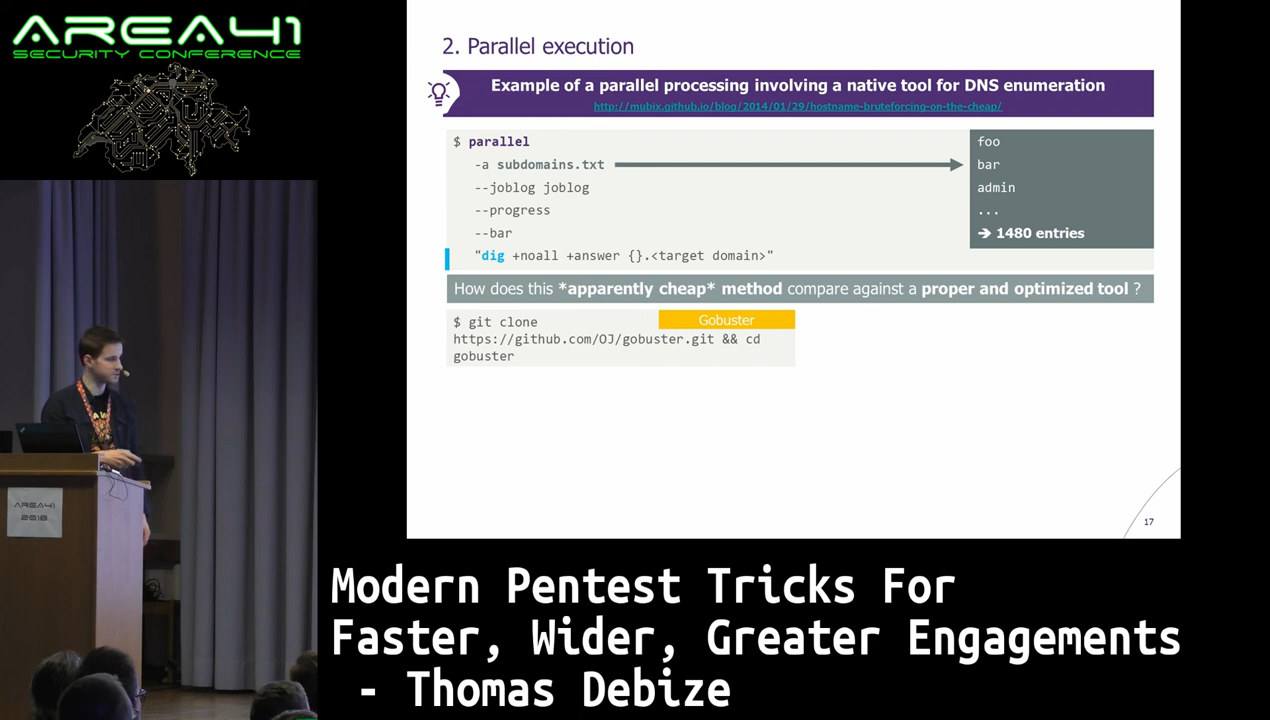 AREA41
SECURITY CONFERENCE
2. Parallel execution
Example of a parallel processing involving a native tool for DNS enumeration
http://mubix.github.io/blog/2014/01/29/hostname-bruteforcing-on-the-cheap/
$ parallel
-a subdomains.txt
--joblog joblog
--progress
--bar
"dig +noall +answer {}.<target domain>"
foo
bar
admin
...
➔ 1480 entries
How does this *apparently cheap* method compare against a proper and optimized tool ?
Gobuster
$ git clone
https://github.com/OJ/gobuster.git && cd
gobuster
17
AREA41
2018
Modern Pentest Tricks For
Faster, Wider, Greater Engagements
- Thomas Debize